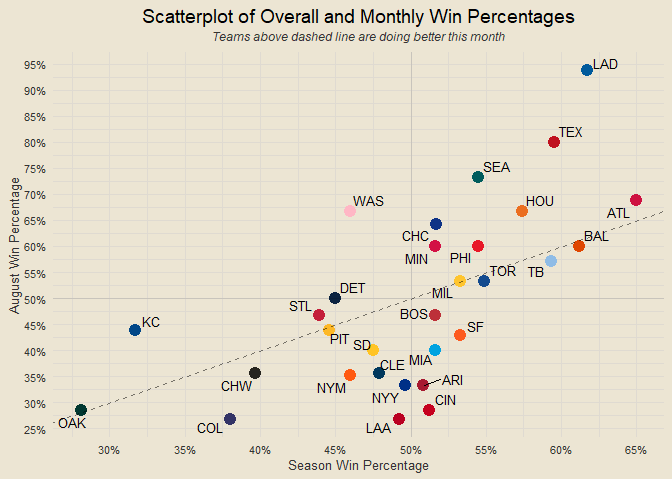 Scatterplot of Overall and Monthly Win Percentages
Teams above dashed line are doing better this month
August Win Percentage
95%
90%
85%
80%
75%
70%
65%
60%
55%
50%
45%
40%
35%
30%
25%
LAD
TEX
SEA
WAS
HOU
ATL
CHC
BAL
MIN
PHI
TOR
TB
MIL
DET
STL
BOS
KC
SF
PIT
SD
MIA
CLE
CHW
NYM
ARI
NYY
CIN
OAK
COL
LAA
30%
35%
40%
45%
50%
55%
60%
65%
Season Win Percentage